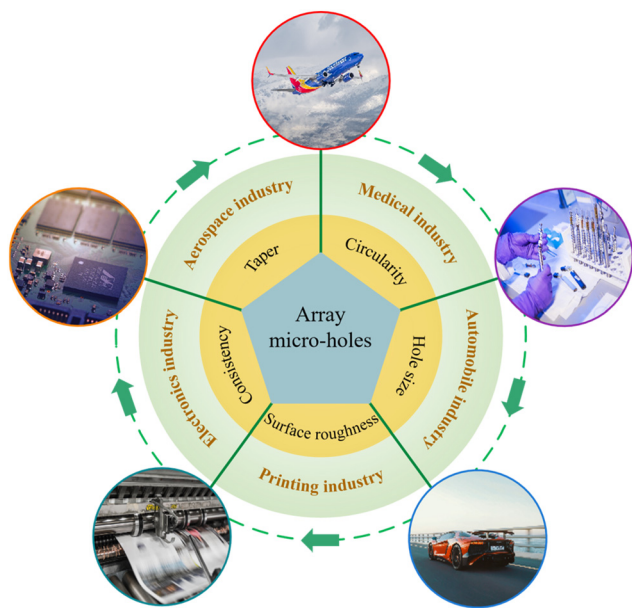 Aerospace industry
Medical industry
Taper
Circularity
Array
micro-holes
Consistency
Hole size
Electronics industry
Automobile industry
Surface roughness
Printing industry